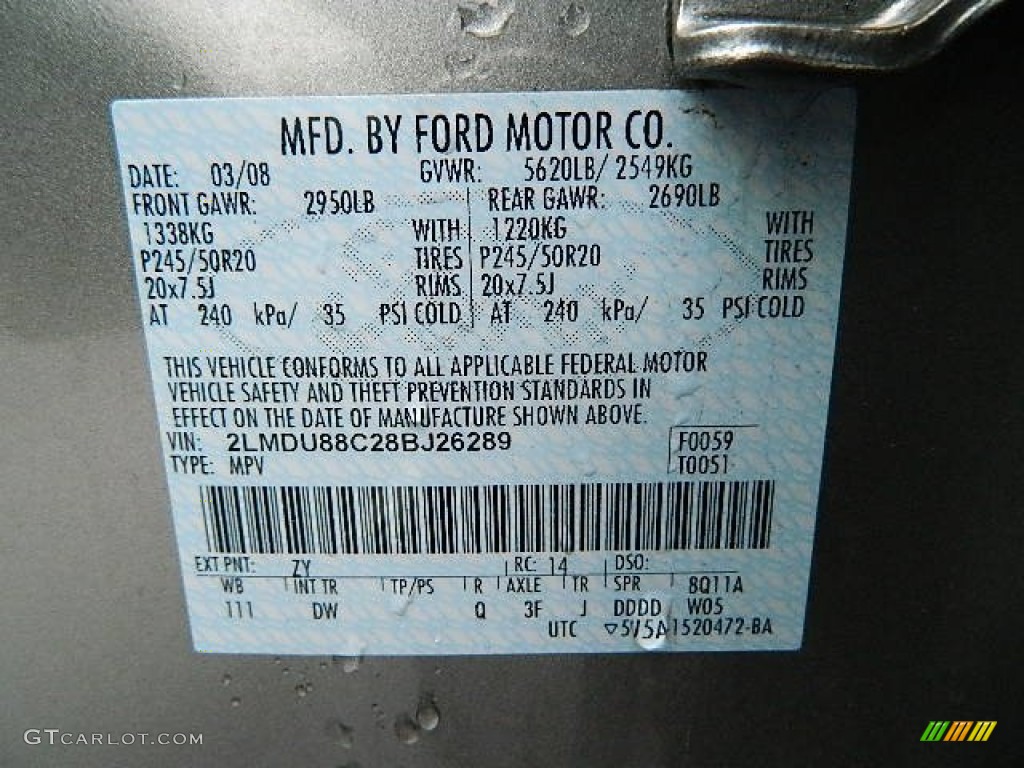 MFD. BY FORD MOTOR CO.
DATE: 03/08 GVWR: 5620LB/ 2549KG
FRONT GAWR: 2950LB REAR GAWR: 2690LB
1338KG WITH 1220KG WITH
P245/50R20 TIRES P245/50R20 TIRES
20x7.5J RIMS 20x7.5J RIMS
AT 240 kPa/ 35 PSI COLD AT 240 kPa/ 35 PSI COLD
THIS VEHICLE CONFORMS TO ALL APPLICABLE FEDERAL MOTOR
VEHICLE SAFETY AND THEFT PREVENTION STANDARDS IN
EFFECT ON THE DATE OF MANUFACTURE SHOWN ABOVE.
VIN: 2LMDU88C28BJ26289 F0059
TYPE: MPV T0051
EXT PNT: ZY RC: 14 DSO:
WB INT TR TP/PS R AXLE TR SPR 8Q11A
111 DW Q 3F J DDDD W05
UTC ▽5V5A1520472-BA
GTCARLOT.COM